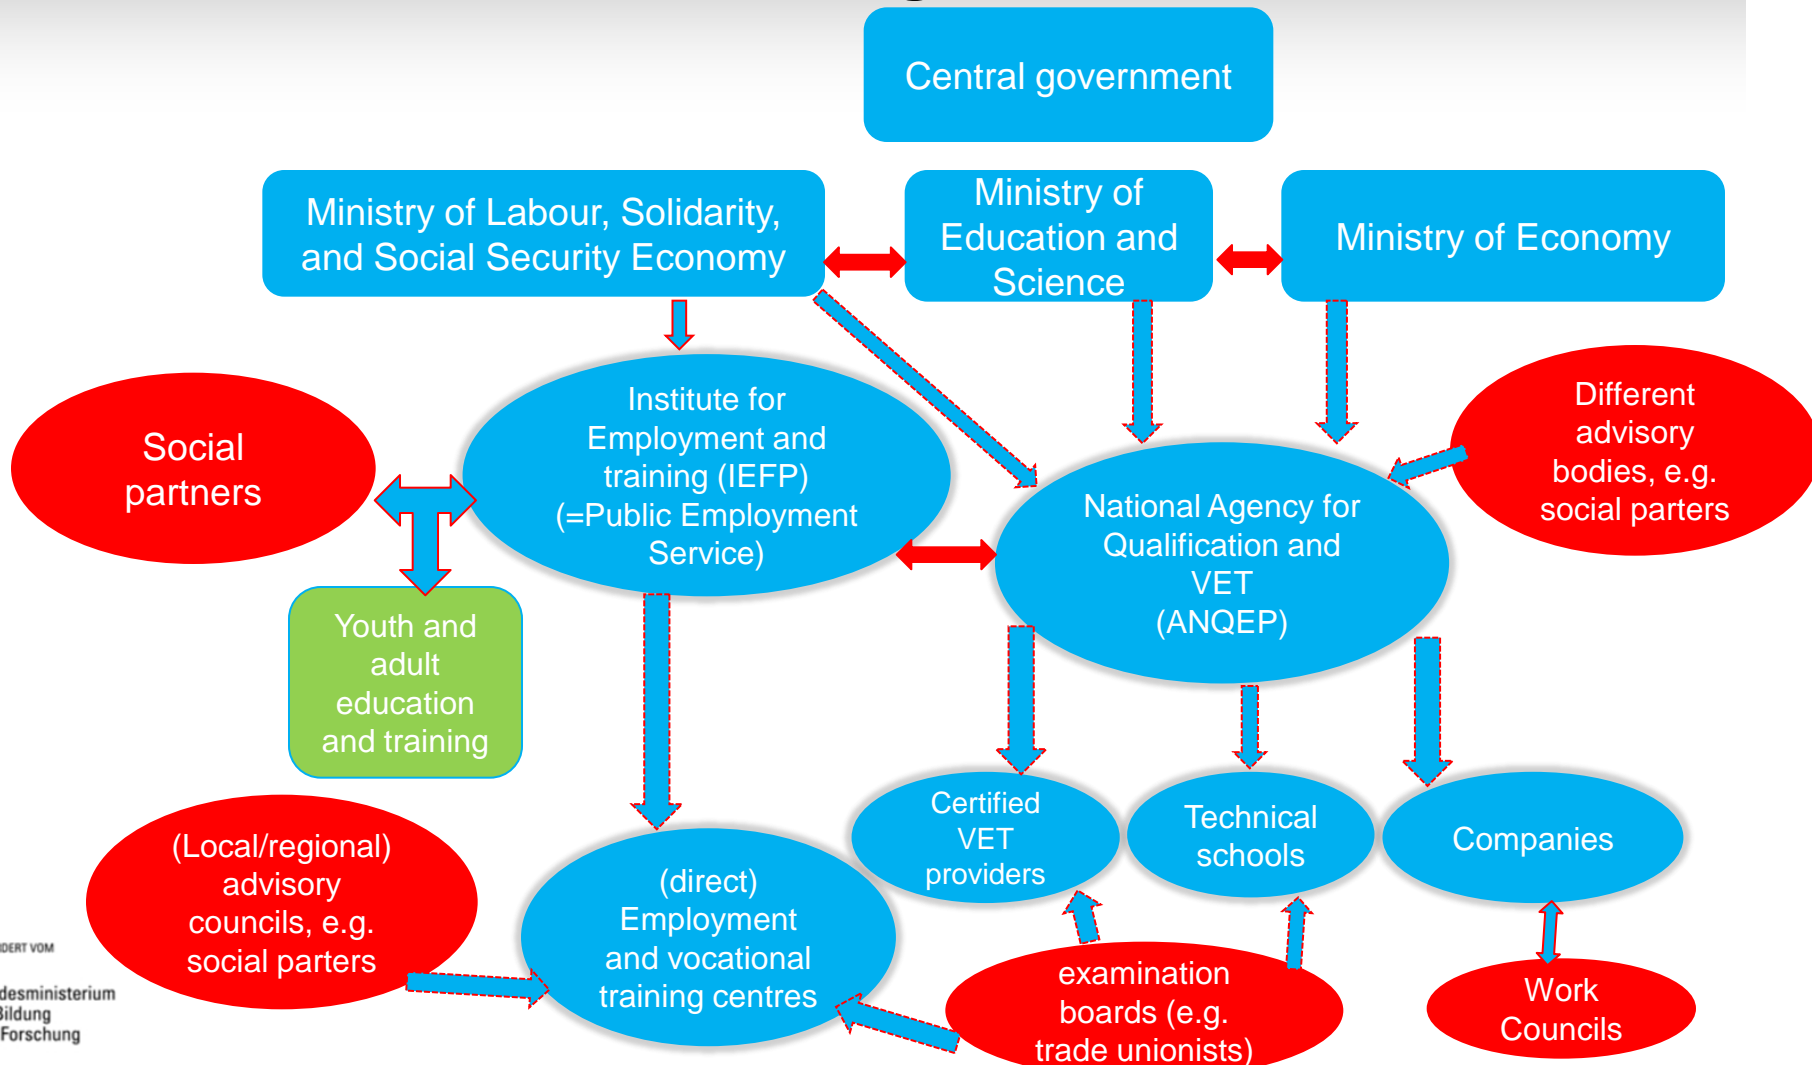 Central government
Ministry of Labour, Solidarity,
and Social Security Economy
Ministry of
Education and
Science
Ministry of Economy
Social
partners
Institute for
Employment and
training (IEFP)
(=Public Employment
Service)
Different
advisory
bodies, e.g.
social parters
National Agency for
Qualification and
VET
(ANQEP)
Youth and
adult
education
and training
(Local/regional)
advisory
councils, e.g.
social parters
(direct)
Employment
and vocational
training centres
Certified
VET
providers
Technical
schools
Companies
examination
boards (e.g.
trade unionists)
Work
Councils
DERT VOM
desministerium
Bildung
Forschung